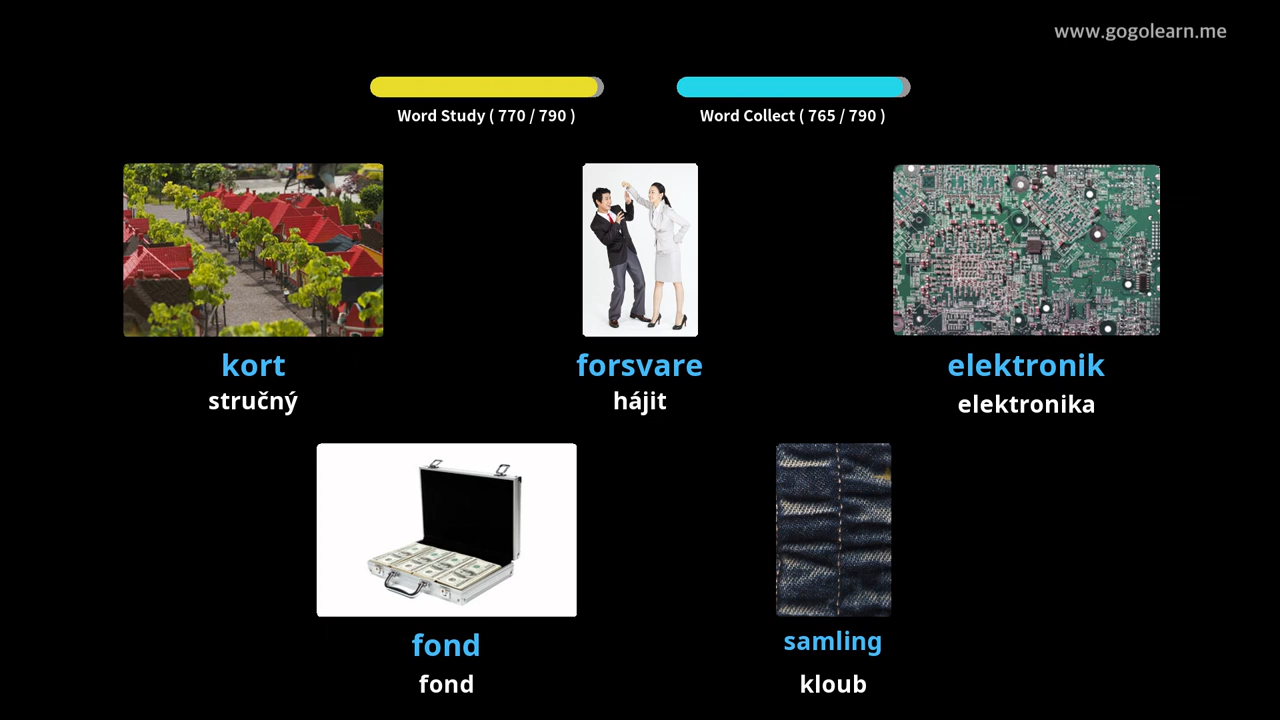 www.gogolearn.me
Word Study ( 770 / 790 )
Word Collect ( 765 / 790 )
kort
stručný
forsvare
hájit
elektronik
elektronika
fond
fond
samling
kloub